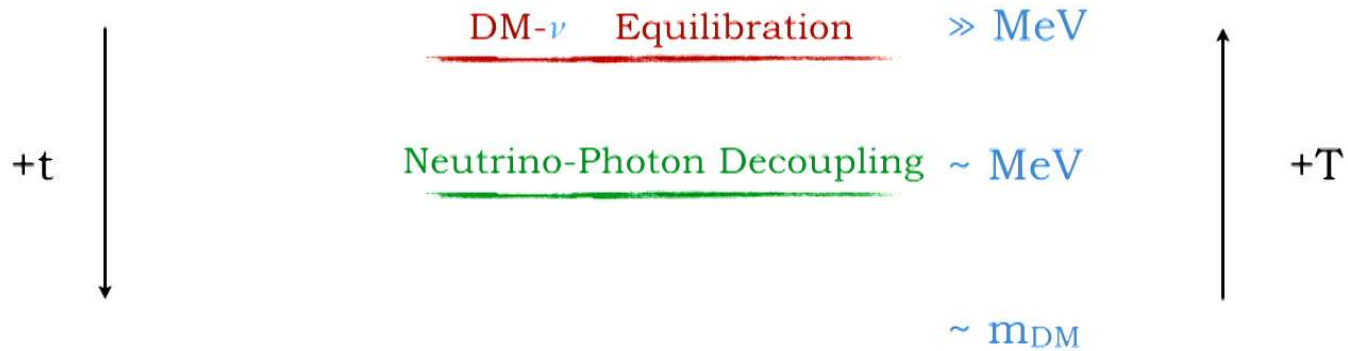 DM-ν Equilibration ≫ MeV
+t Neutrino-Photon Decoupling ~ MeV +T
~ mDM